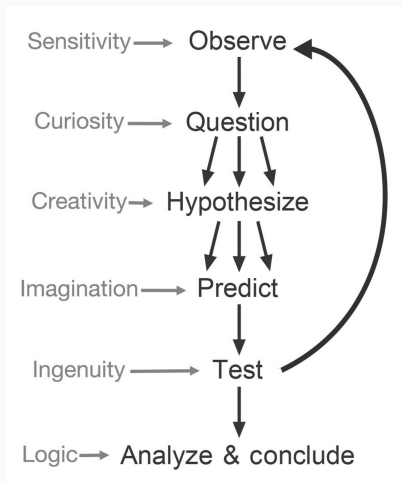 Sensitivity Observe
Curiosity Question
Creativity Hypothesize
Imagination Predict
Ingenuity Test
Logic Analyze & conclude